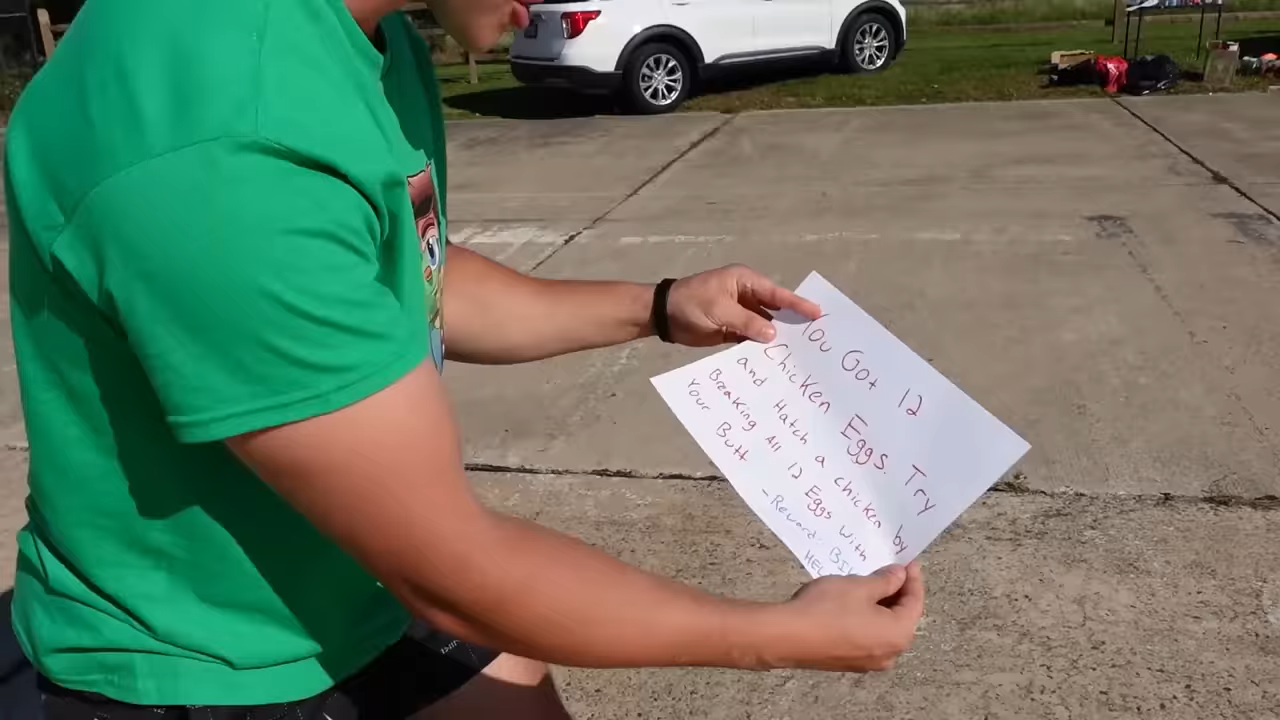 You Got 12
Chicken Eggs. Try
and Hatch a chicken by
Breaking All 12 Eggs with
Your Butt
-Reward: